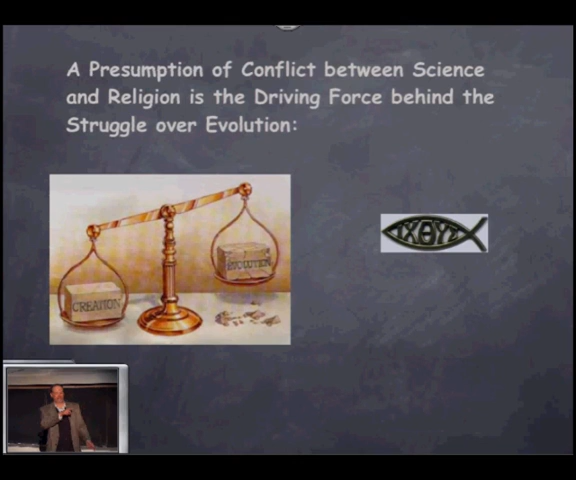 A Presumption of Conflict between Science
and Religion is the Driving Force behind the
Struggle over Evolution:
CREATION
EVOLUTION
ΙΧΘΥΣ